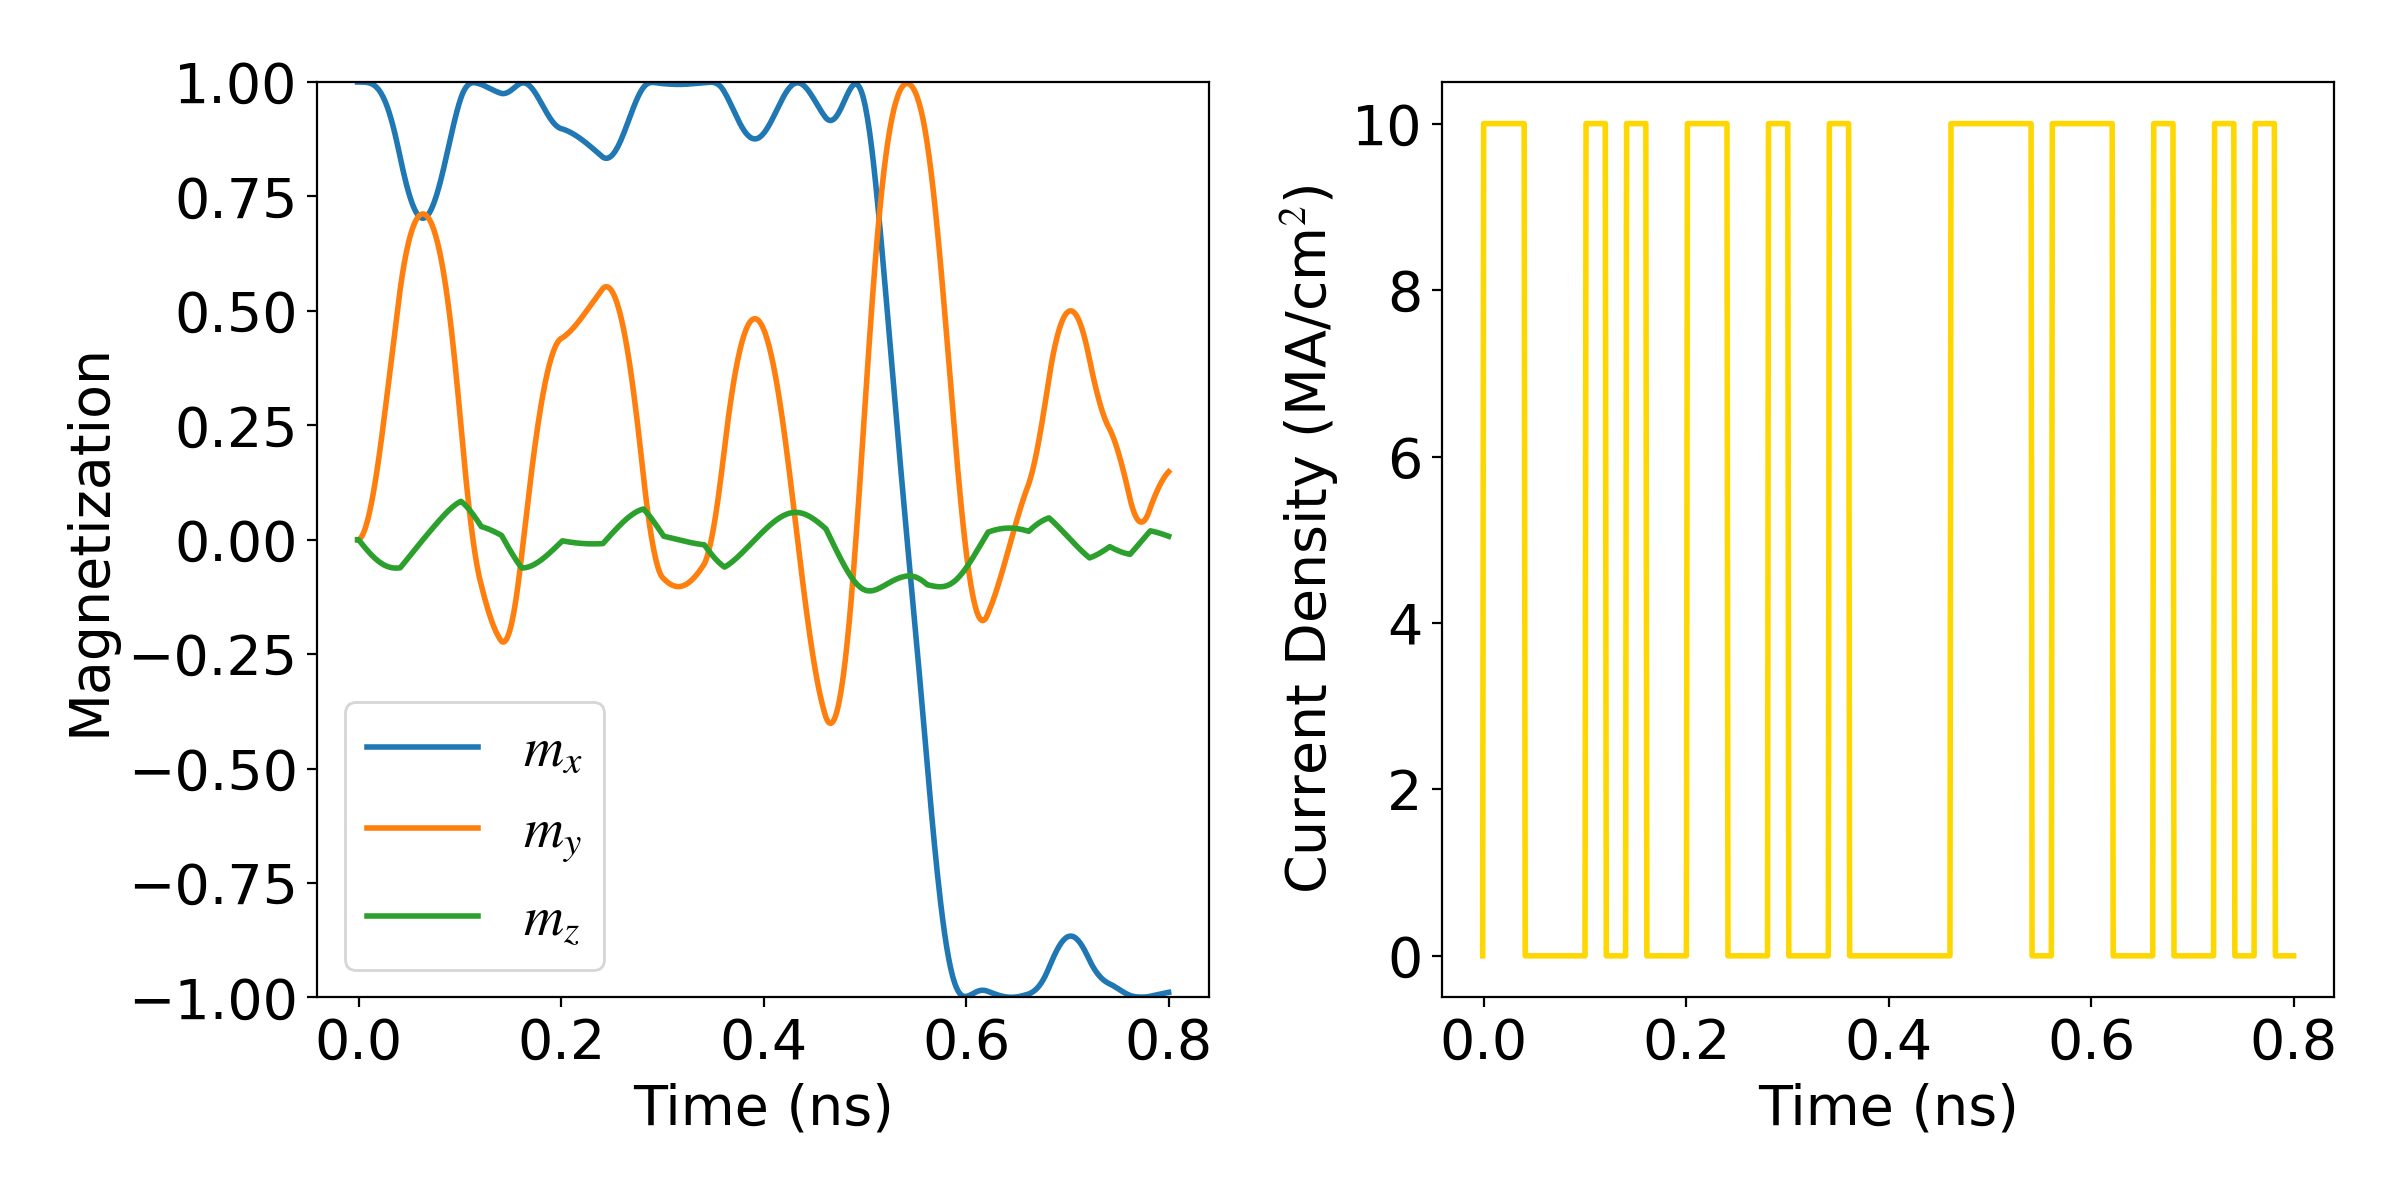 1.00
0.75
0.50
0.25
0.00
−0.25
−0.50
−0.75
−1.00
Magnetization
m_x
m_y
m_z
0.0 0.2 0.4 0.6 0.8
Time (ns)
10
8
6
4
2
0
Current Density (MA/cm²)
0.0 0.2 0.4 0.6 0.8
Time (ns)